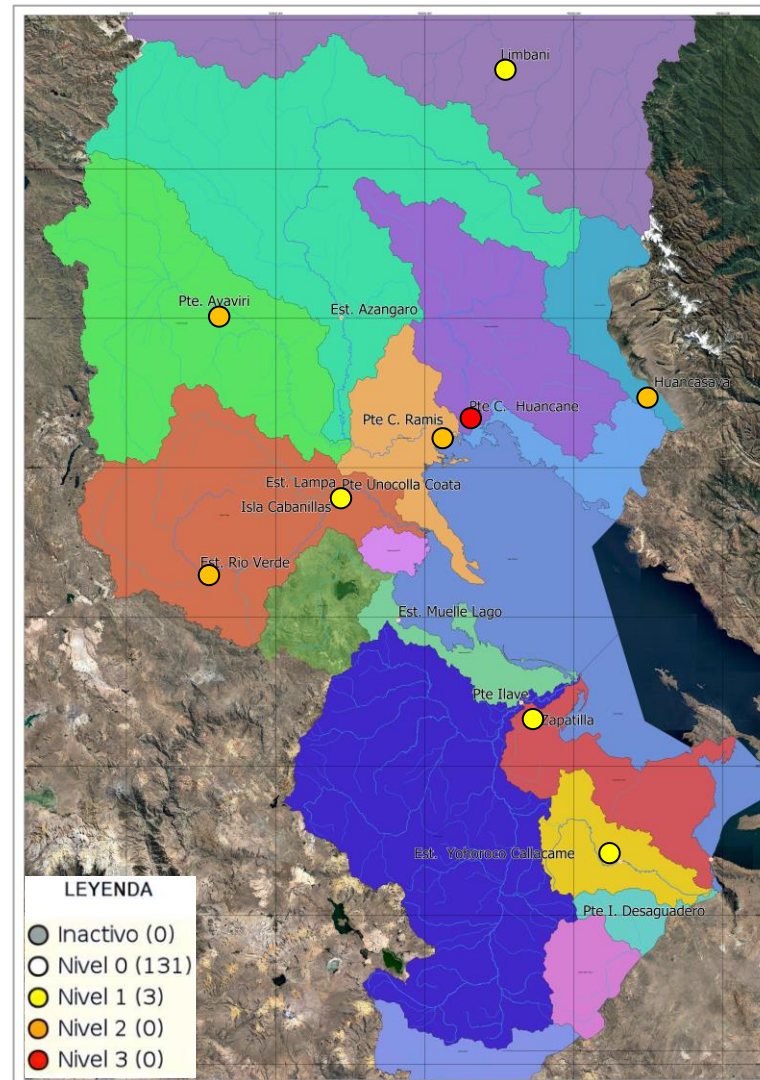 Limbani
Pte. Ayaviri
Est. Azangaro
Huancasaya
Pte C. Huancane
Pte C. Ramis
Est. Lampa
Pte Unocolla Coata
Isla Cabanillas
Est. Rio Verde
Est. Muelle Lago
Pte Ilave
Zapatilla
Est. Yohoroco Callacame
Pte I. Desaguadero
LEYENDA
Inactivo (0)
Nivel 0 (131)
Nivel 1 (3)
Nivel 2 (0)
Nivel 3 (0)